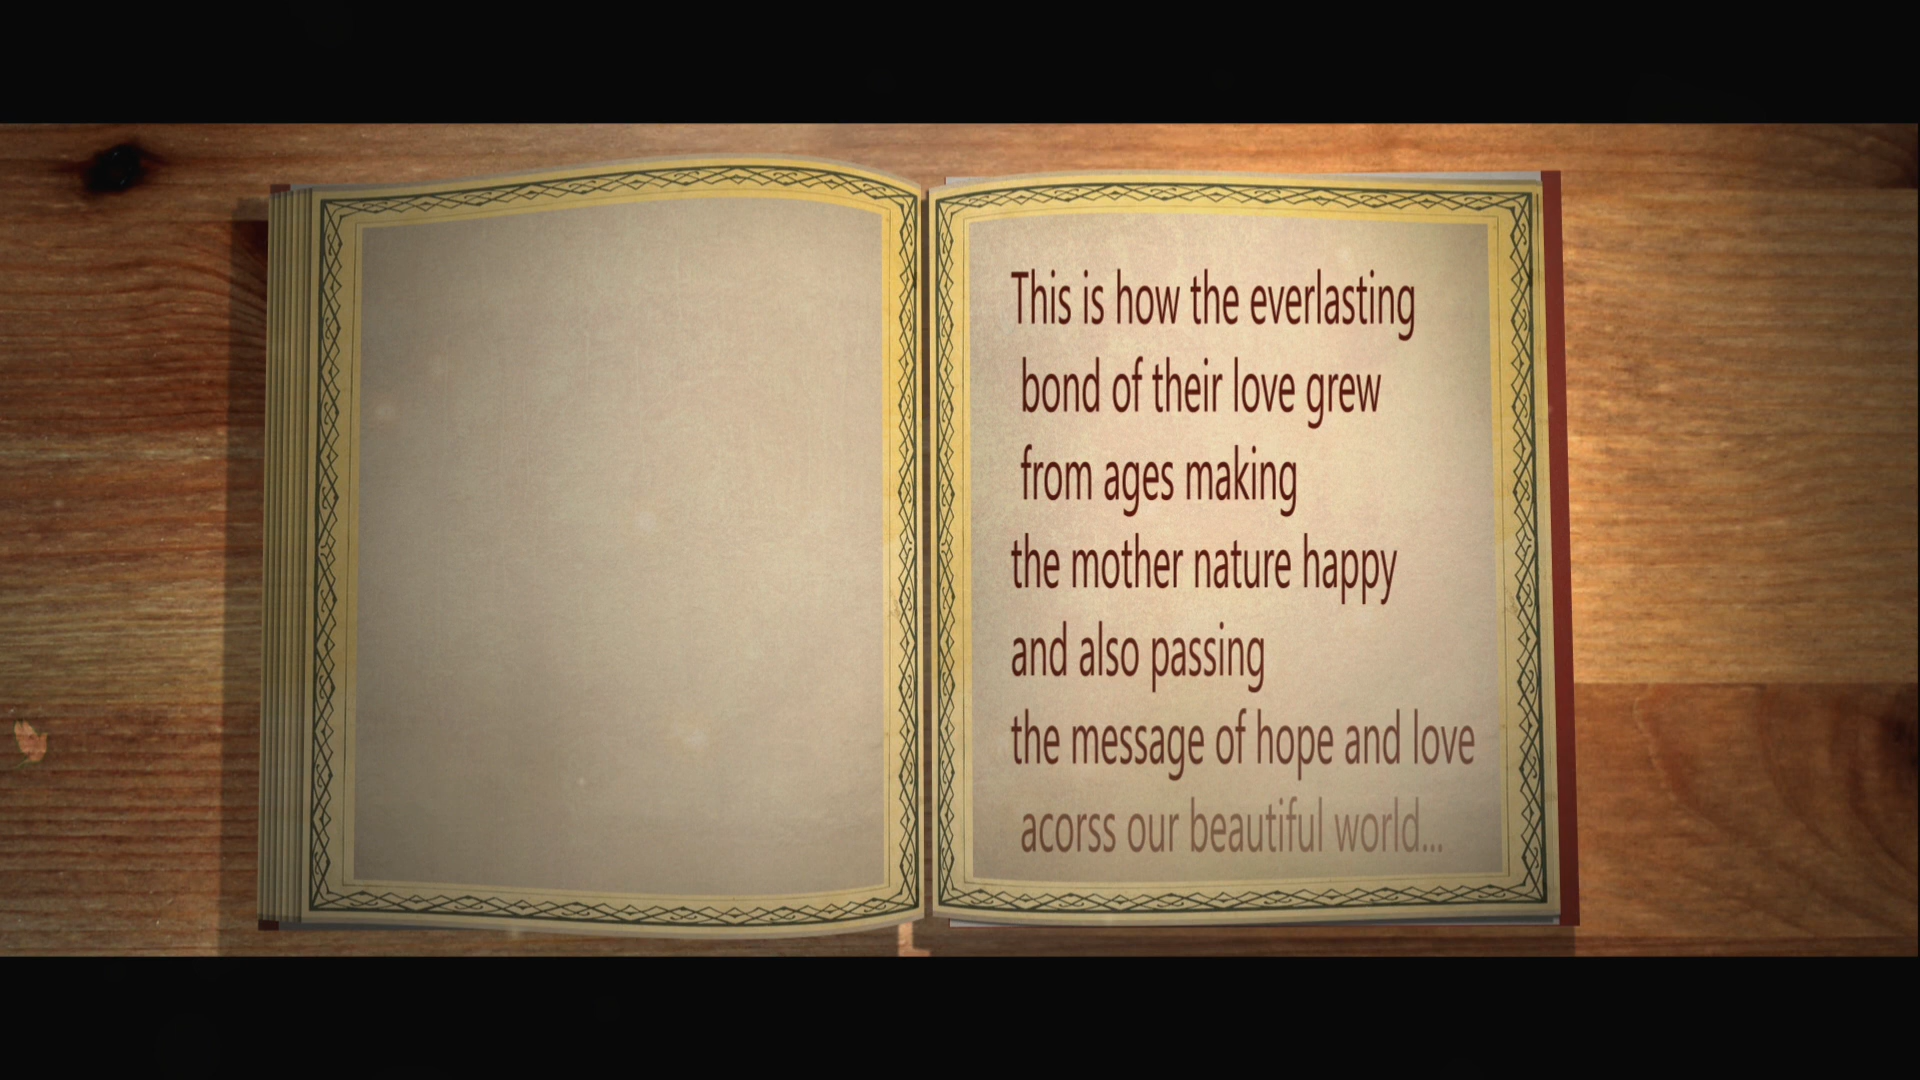 This is how the everlasting
bond of their love grew
from ages making
the mother nature happy
and also passing
the message of hope and love
acorss our beautiful world...